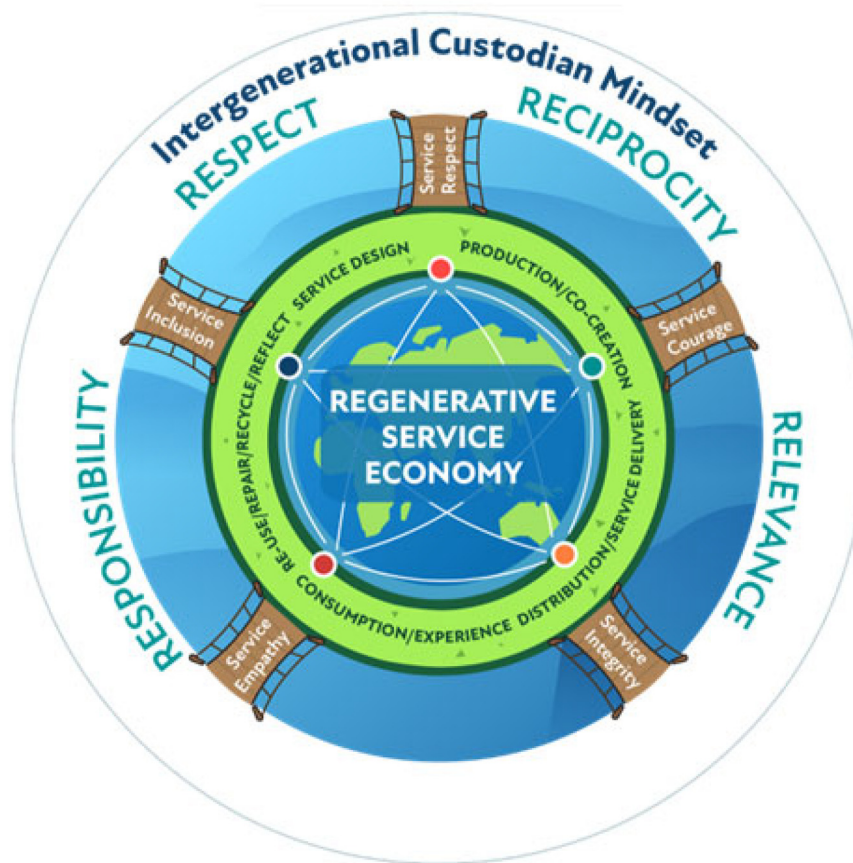 Intergenerational Custodian Mindset
RESPECT
RECIPROCITY
RELEVANCE
RESPONSIBILITY
Service
Respect
Service
Courage
Service
Integrity
Service
Empathy
Service
Inclusion
SERVICE DESIGN
PRODUCTION/CO-CREATION
DISTRIBUTION/SERVICE DELIVERY
CONSUMPTION/EXPERIENCE
RE-USE/REPAIR/RECYCLE/REFLECT
REGENERATIVE
SERVICE
ECONOMY